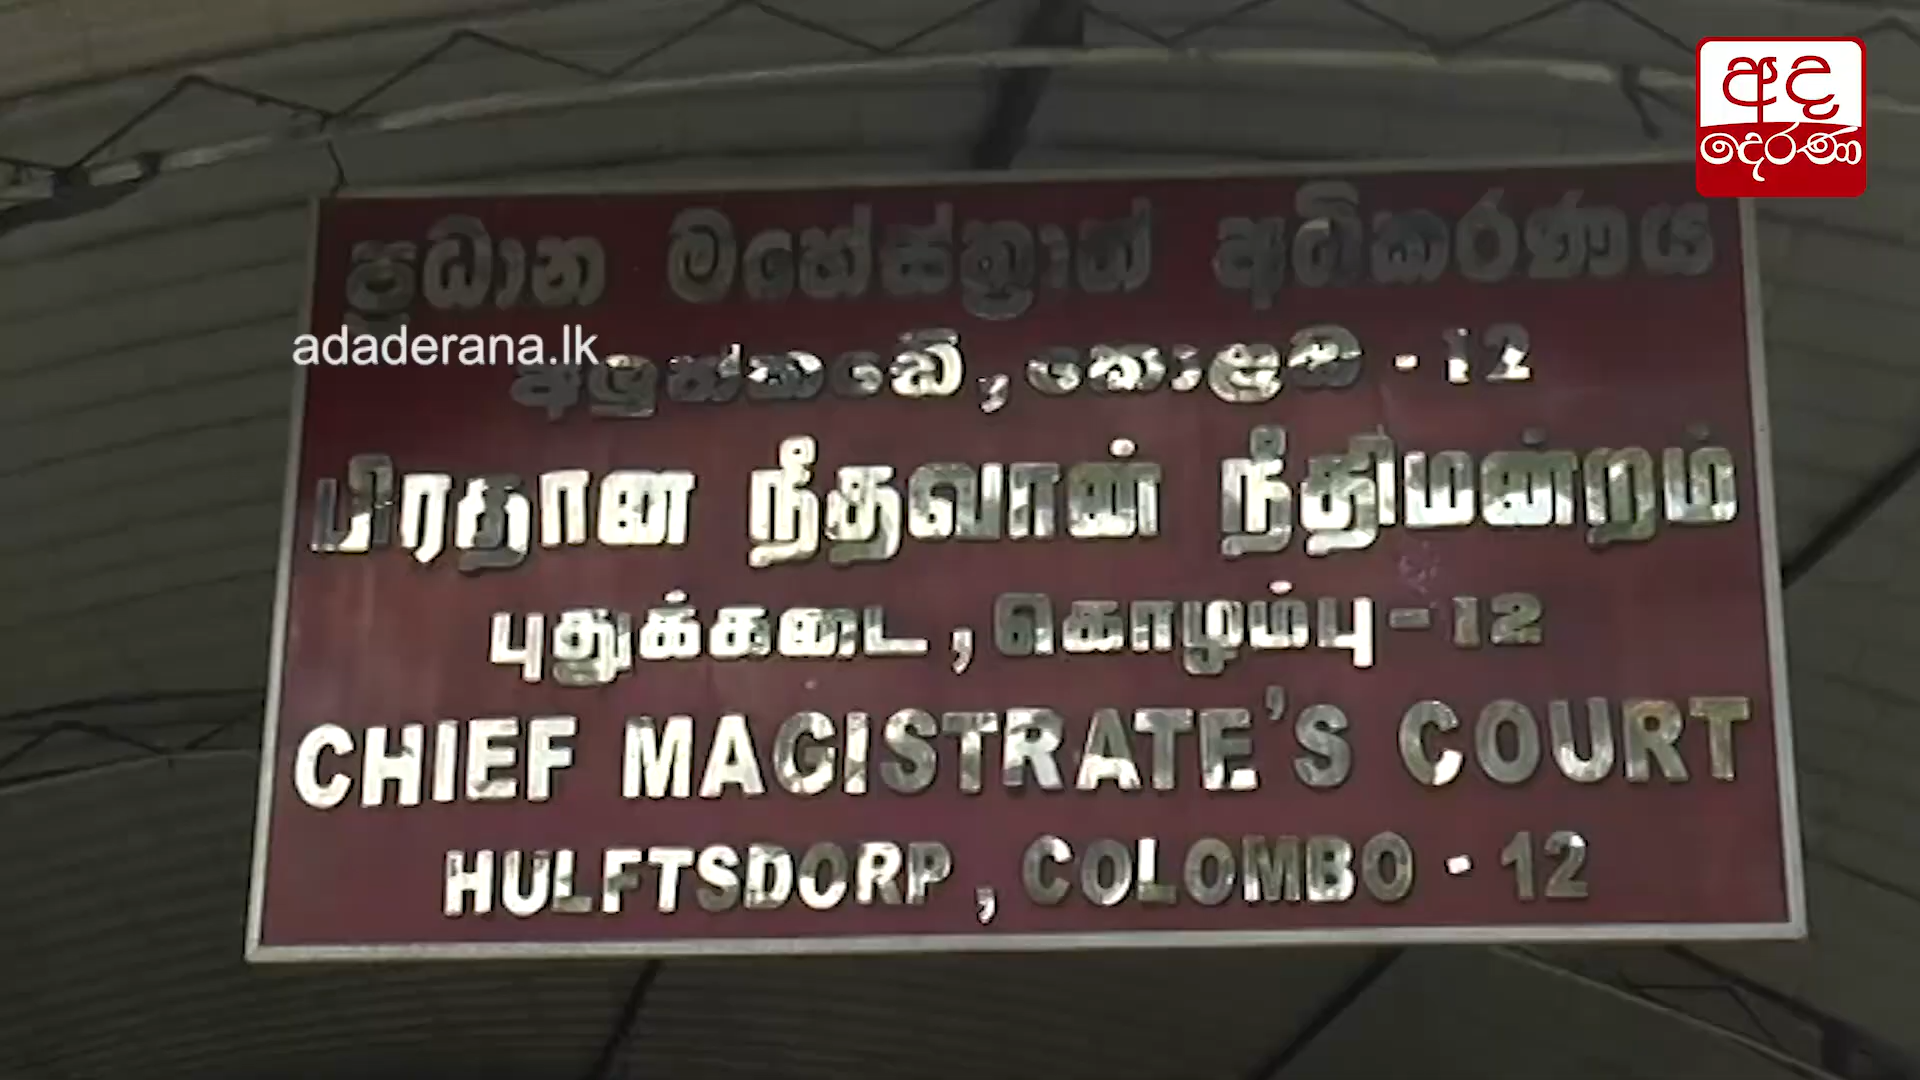 අද
දෙරණ
ප්‍රධාන මහේස්ත්‍රාත් අධිකරණය
adaderana.lk
අලුත්කඩේ, කොළඹ - 12
பிரதான நீதவான் நீதிமன்றம்
புதுக்கடை, கொழும்பு - 12
CHIEF MAGISTRATE'S COURT
HULFTSDORP, COLOMBO - 12